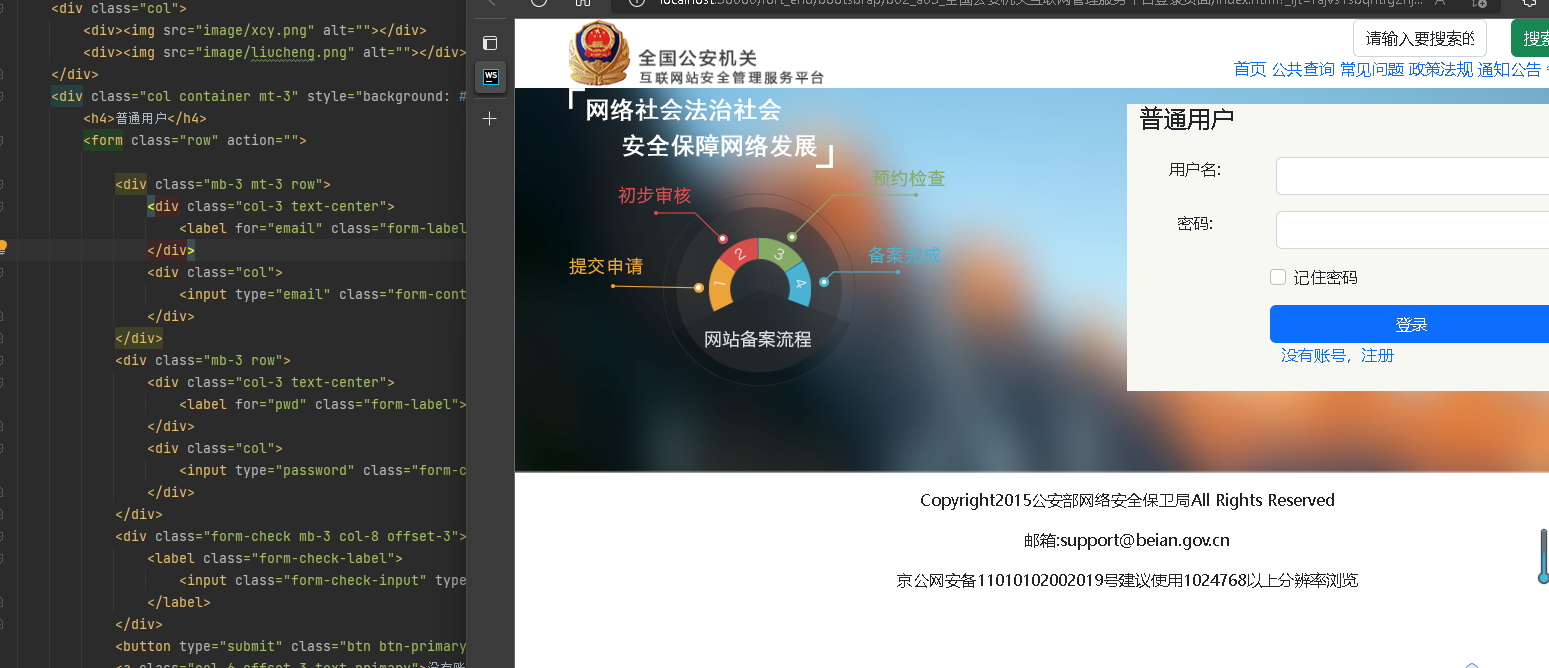 <div class="col">
<div><img src="image/xcy.png" alt=""></div>
<div><img src="image/liucheng.png" alt=""></div>
</div>
<div class="col container mt-3" style="background: #
<h4>普通用户</h4>
<form class="row" action="">
<div class="mb-3 mt-3 row">
<div class="col-3 text-center">
<label for="email" class="form-label
</div>
<div class="col">
<input type="email" class="form-cont
</div>
</div>
<div class="mb-3 row">
<div class="col-3 text-center">
<label for="pwd" class="form-label">
</div>
<div class="col">
<input type="password" class="form-c
</div>
</div>
<div class="form-check mb-3 col-8 offset-3">
<label class="form-check-label">
<input class="form-check-input" type
</label>
</div>
<button type="submit" class="btn btn-primary
WS
全国公安机关
互联网站安全管理服务平台
请输入要搜索的
搜索
首页 公共查询 常见问题 政策法规 通知公告
网络社会法治社会
安全保障网络发展
初步审核
预约检查
提交申请
备案完成
1
2
3
4
网站备案流程
普通用户
用户名:
密码:
记住密码
登录
没有账号，注册
Copyright2015公安部网络安全保卫局All Rights Reserved
邮箱:support@beian.gov.cn
京公网安备11010102002019号建议使用1024768以上分辨率浏览